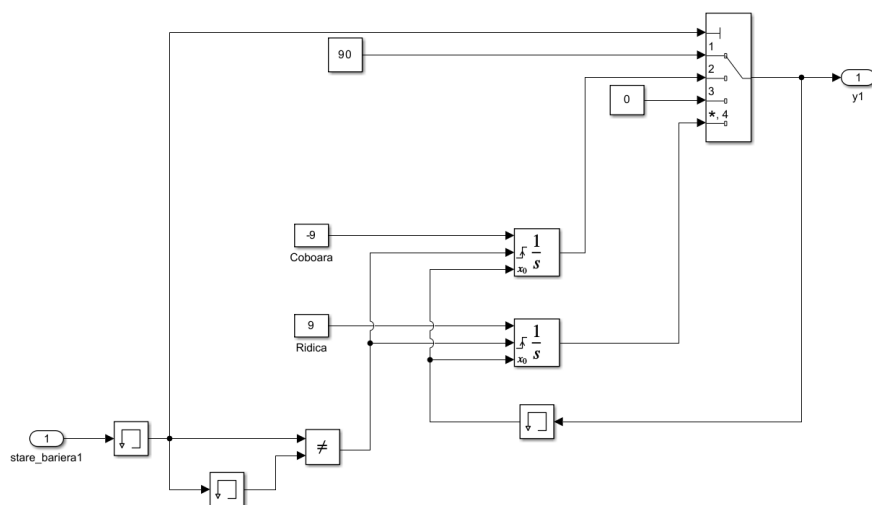 90
1
2
3
*, 4
0
1
y1
-9
Coboara
1
s
x0
9
Ridica
1
s
x0
1
stare_bariera1
≠